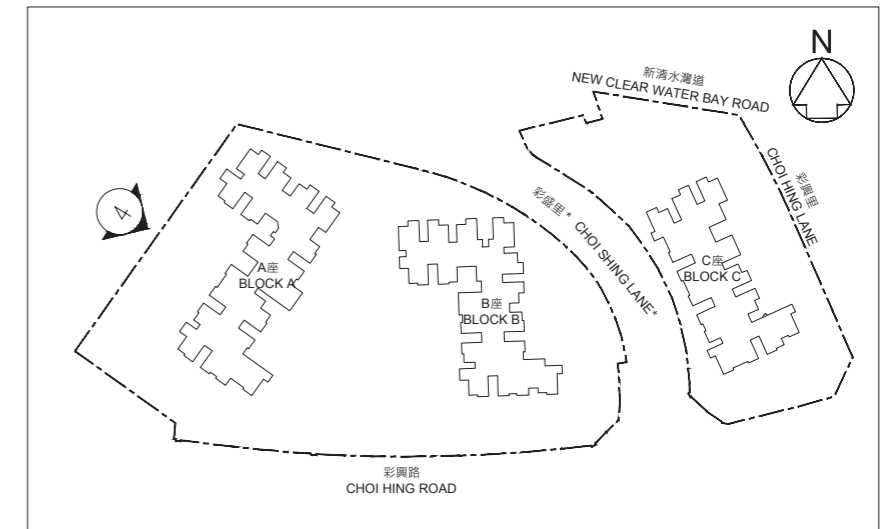 N
新清水灣道
NEW CLEAR WATER BAY ROAD
彩興里
CHOI HING LANE
4
彩盛里* CHOI SHING LANE*
A座
BLOCK A
B座
BLOCK B
C座
BLOCK C
彩興路
CHOI HING ROAD